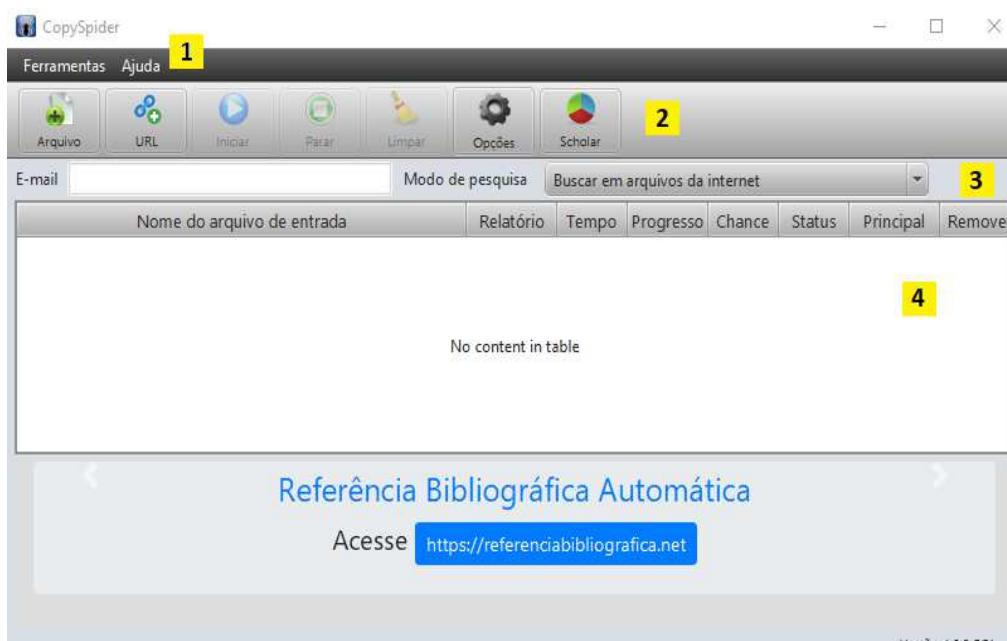 CopySpider
1
Ferramentas Ajuda
Arquivo URL Iniciar Parar Limpar Opções Scholar 2
E-mail Modo de pesquisa Buscar em arquivos da internet 3
Nome do arquivo de entrada Relatório Tempo Progresso Chance Status Principal Remove
4
No content in table
Referência Bibliográfica Automática
Acesse https://referenciabibliografica.net